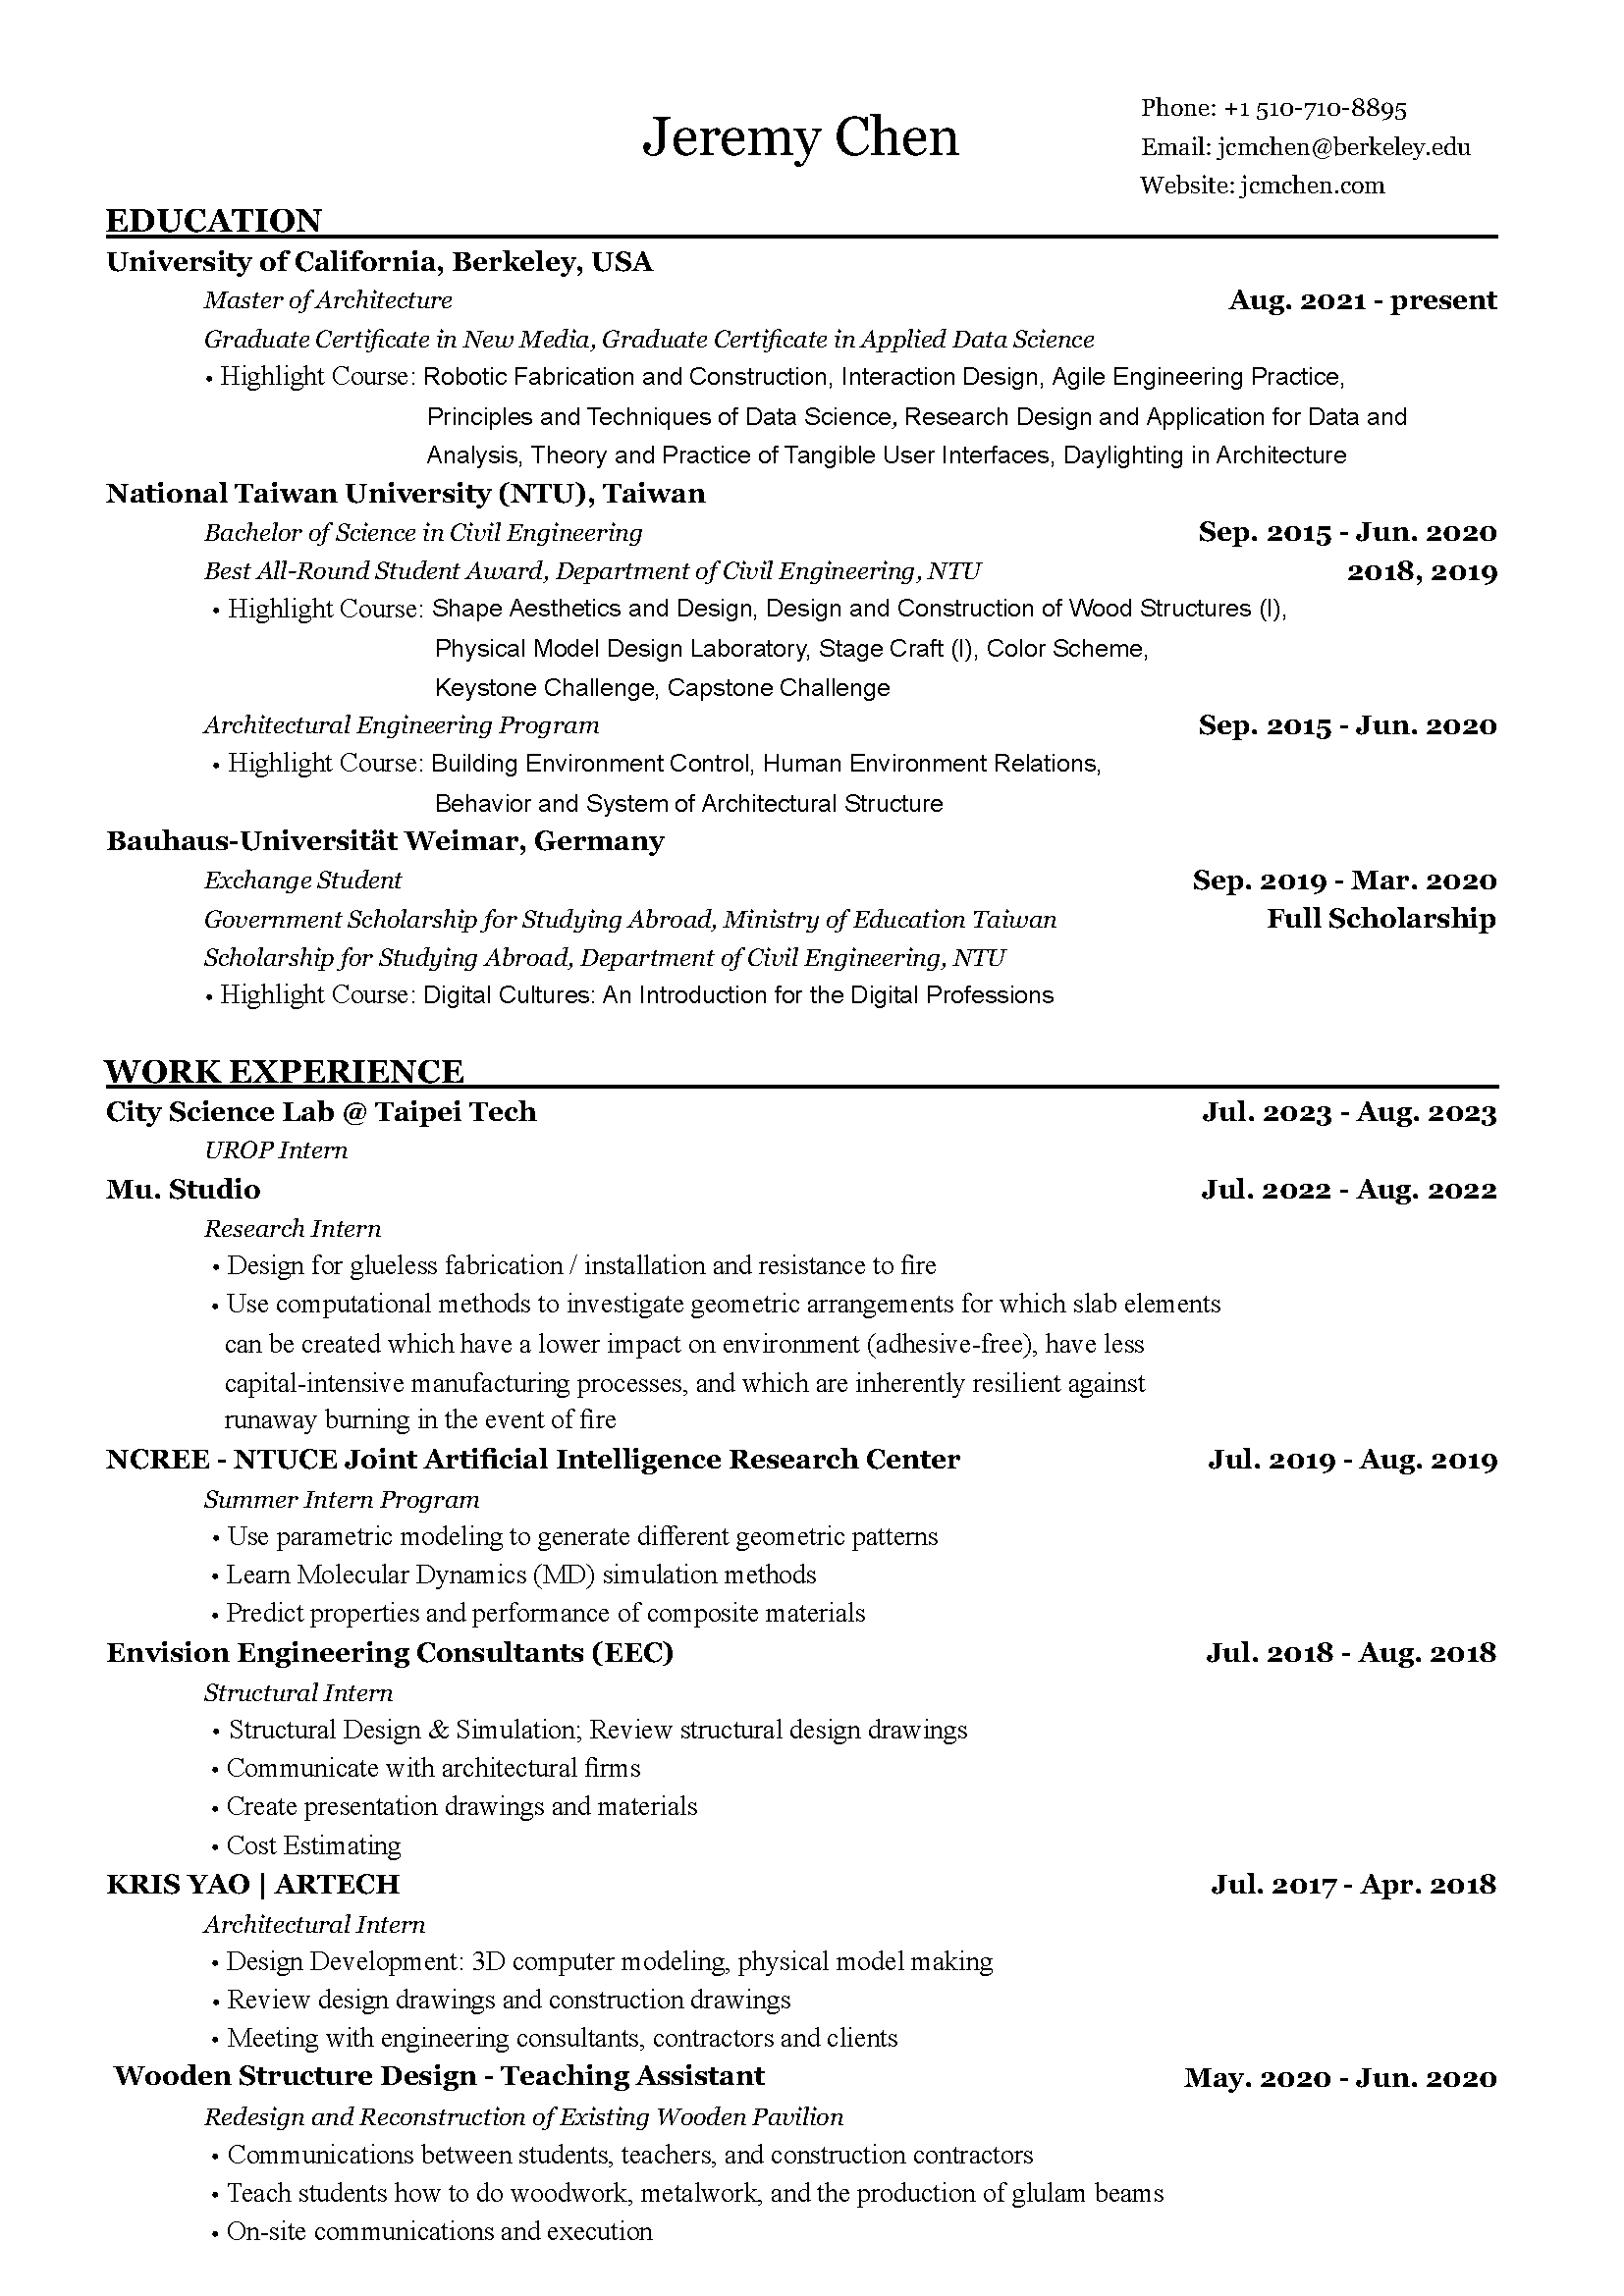 Jeremy Chen
Phone: +1 510-710-8895
Email: jcmchen@berkeley.edu
Website: jcmchen.com
EDUCATION
University of California, Berkeley, USA
Master of Architecture Aug. 2021 - present
Graduate Certificate in New Media, Graduate Certificate in Applied Data Science
• Highlight Course: Robotic Fabrication and Construction, Interaction Design, Agile Engineering Practice,
Principles and Techniques of Data Science, Research Design and Application for Data and
Analysis, Theory and Practice of Tangible User Interfaces, Daylighting in Architecture
National Taiwan University (NTU), Taiwan
Bachelor of Science in Civil Engineering Sep. 2015 - Jun. 2020
Best All-Round Student Award, Department of Civil Engineering, NTU 2018, 2019
• Highlight Course: Shape Aesthetics and Design, Design and Construction of Wood Structures (I),
Physical Model Design Laboratory, Stage Craft (I), Color Scheme,
Keystone Challenge, Capstone Challenge
Architectural Engineering Program Sep. 2015 - Jun. 2020
• Highlight Course: Building Environment Control, Human Environment Relations,
Behavior and System of Architectural Structure
Bauhaus-Universität Weimar, Germany
Exchange Student Sep. 2019 - Mar. 2020
Government Scholarship for Studying Abroad, Ministry of Education Taiwan Full Scholarship
Scholarship for Studying Abroad, Department of Civil Engineering, NTU
• Highlight Course: Digital Cultures: An Introduction for the Digital Professions
WORK EXPERIENCE
City Science Lab @ Taipei Tech Jul. 2023 - Aug. 2023
UROP Intern
Mu. Studio Jul. 2022 - Aug. 2022
Research Intern
• Design for glueless fabrication / installation and resistance to fire
• Use computational methods to investigate geometric arrangements for which slab elements
can be created which have a lower impact on environment (adhesive-free), have less
capital-intensive manufacturing processes, and which are inherently resilient against
runaway burning in the event of fire
NCREE - NTUCE Joint Artificial Intelligence Research Center Jul. 2019 - Aug. 2019
Summer Intern Program
• Use parametric modeling to generate different geometric patterns
• Learn Molecular Dynamics (MD) simulation methods
• Predict properties and performance of composite materials
Envision Engineering Consultants (EEC) Jul. 2018 - Aug. 2018
Structural Intern
• Structural Design & Simulation; Review structural design drawings
• Communicate with architectural firms
• Create presentation drawings and materials
• Cost Estimating
KRIS YAO | ARTECH Jul. 2017 - Apr. 2018
Architectural Intern
• Design Development: 3D computer modeling, physical model making
• Review design drawings and construction drawings
• Meeting with engineering consultants, contractors and clients
Wooden Structure Design - Teaching Assistant May. 2020 - Jun. 2020
Redesign and Reconstruction of Existing Wooden Pavilion
• Communications between students, teachers, and construction contractors
• Teach students how to do woodwork, metalwork, and the production of glulam beams
• On-site communications and execution